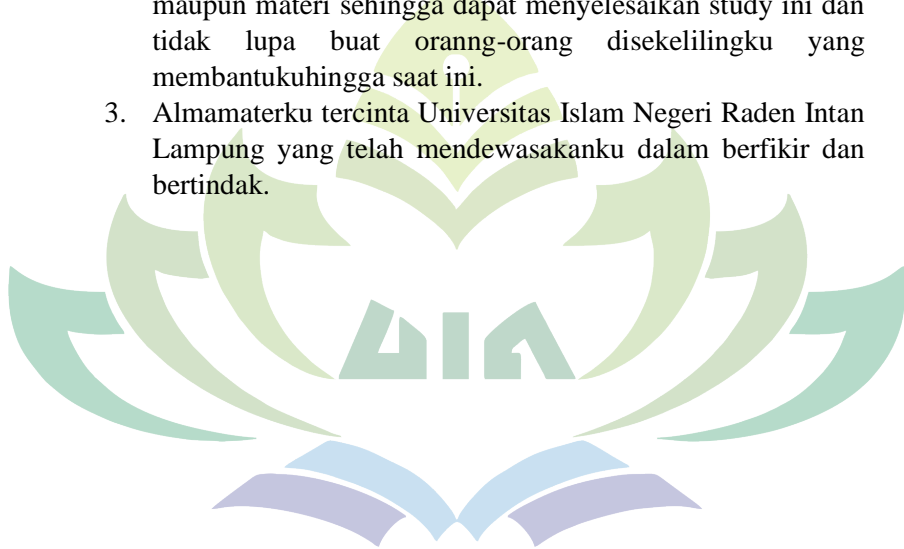 maupun materi sehingga dapat menyelesaikan study ini dan
tidak lupa buat oranng-orang disekelilingku yang
membantukuhingga saat ini.
3. Almamaterku tercinta Universitas Islam Negeri Raden Intan
Lampung yang telah mendewasakanku dalam berfikir dan
bertindak.
UIN